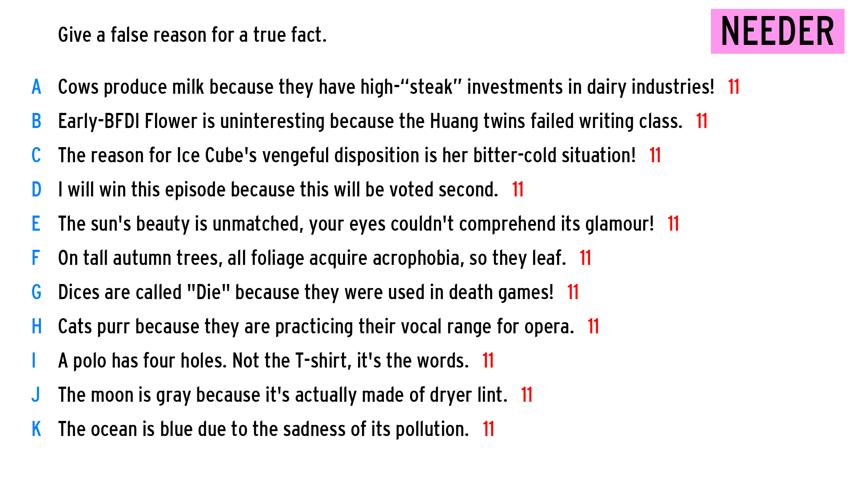 Give a false reason for a true fact.
NEEDER
A Cows produce milk because they have high-“steak” investments in dairy industries! 11
B Early-BFDI Flower is uninteresting because the Huang twins failed writing class. 11
C The reason for Ice Cube's vengeful disposition is her bitter-cold situation! 11
D I will win this episode because this will be voted second. 11
E The sun's beauty is unmatched, your eyes couldn't comprehend its glamour! 11
F On tall autumn trees, all foliage acquire acrophobia, so they leaf. 11
G Dices are called "Die" because they were used in death games! 11
H Cats purr because they are practicing their vocal range for opera. 11
I A polo has four holes. Not the T-shirt, it's the words. 11
J The moon is gray because it's actually made of dryer lint. 11
K The ocean is blue due to the sadness of its pollution. 11